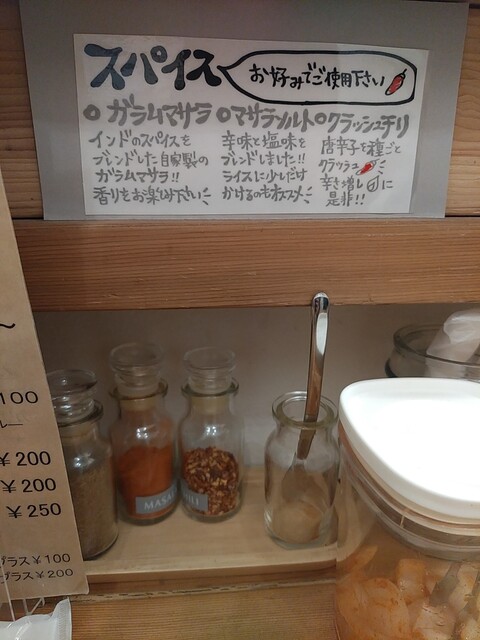 スパイス
お好みでご使用下さい
○ ガラムマサラ
インドのスパイスを
ブレンドした自家製の
ガラムマサラ!!
香りをお楽み下さい
○ マサラソルト
辛味と塩味を
ブレンドしました!!
ライスに少しだけ
かけるのもオススメ
○ クラッシュチリ
唐辛子を種ごと
クラッシュ
辛さ増し に
是非!!
〜
100
ルー
¥200
¥200
¥250
プラス¥100
プラス¥200
MASA
ILI